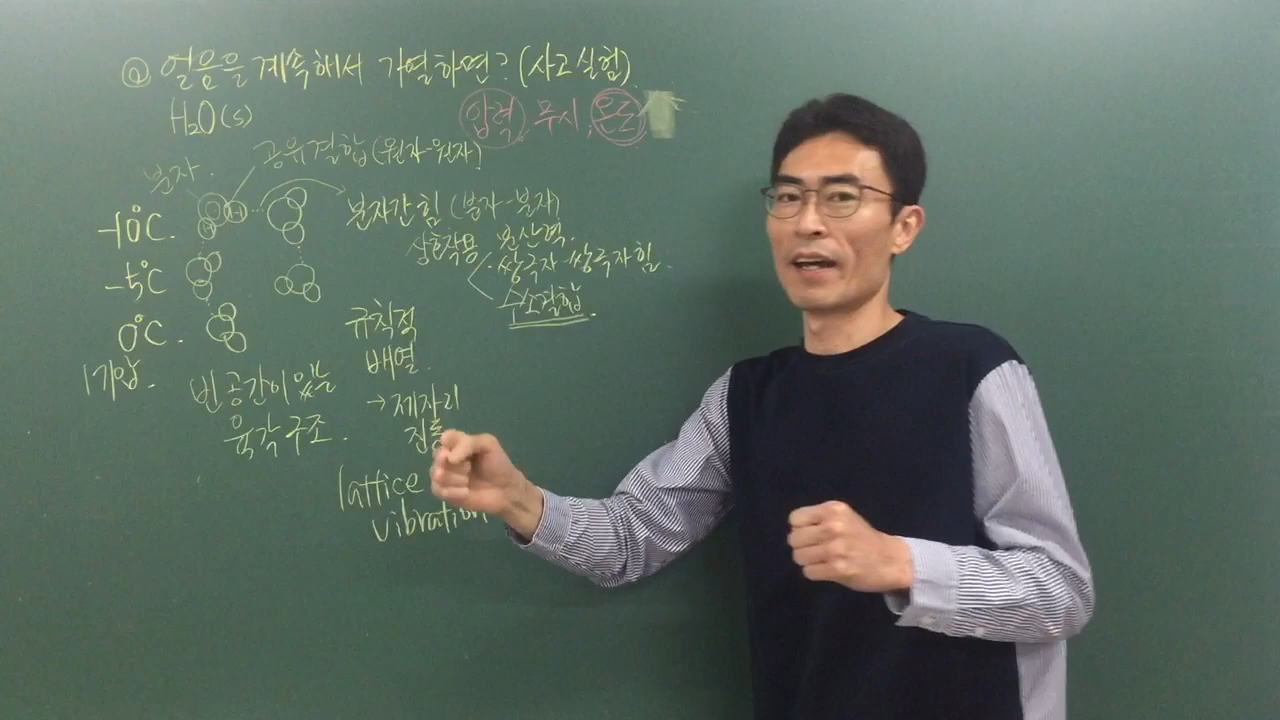 Q 얼음을 계속해서 가열하면? (사고실험)
H₂O(s)
압력 무시, 온도
분자.
공유결합 (원자-원자)
-10°C.
분자간 힘 (분자-분자)
상호작용
분산력.
· 쌍극자-쌍극자 힘.
수소결합.
-5°C
0°C.
1기압.
규칙적
배열.
→ 제자리
진동
빈 공간이 있는
육각구조.
lattice
vibration